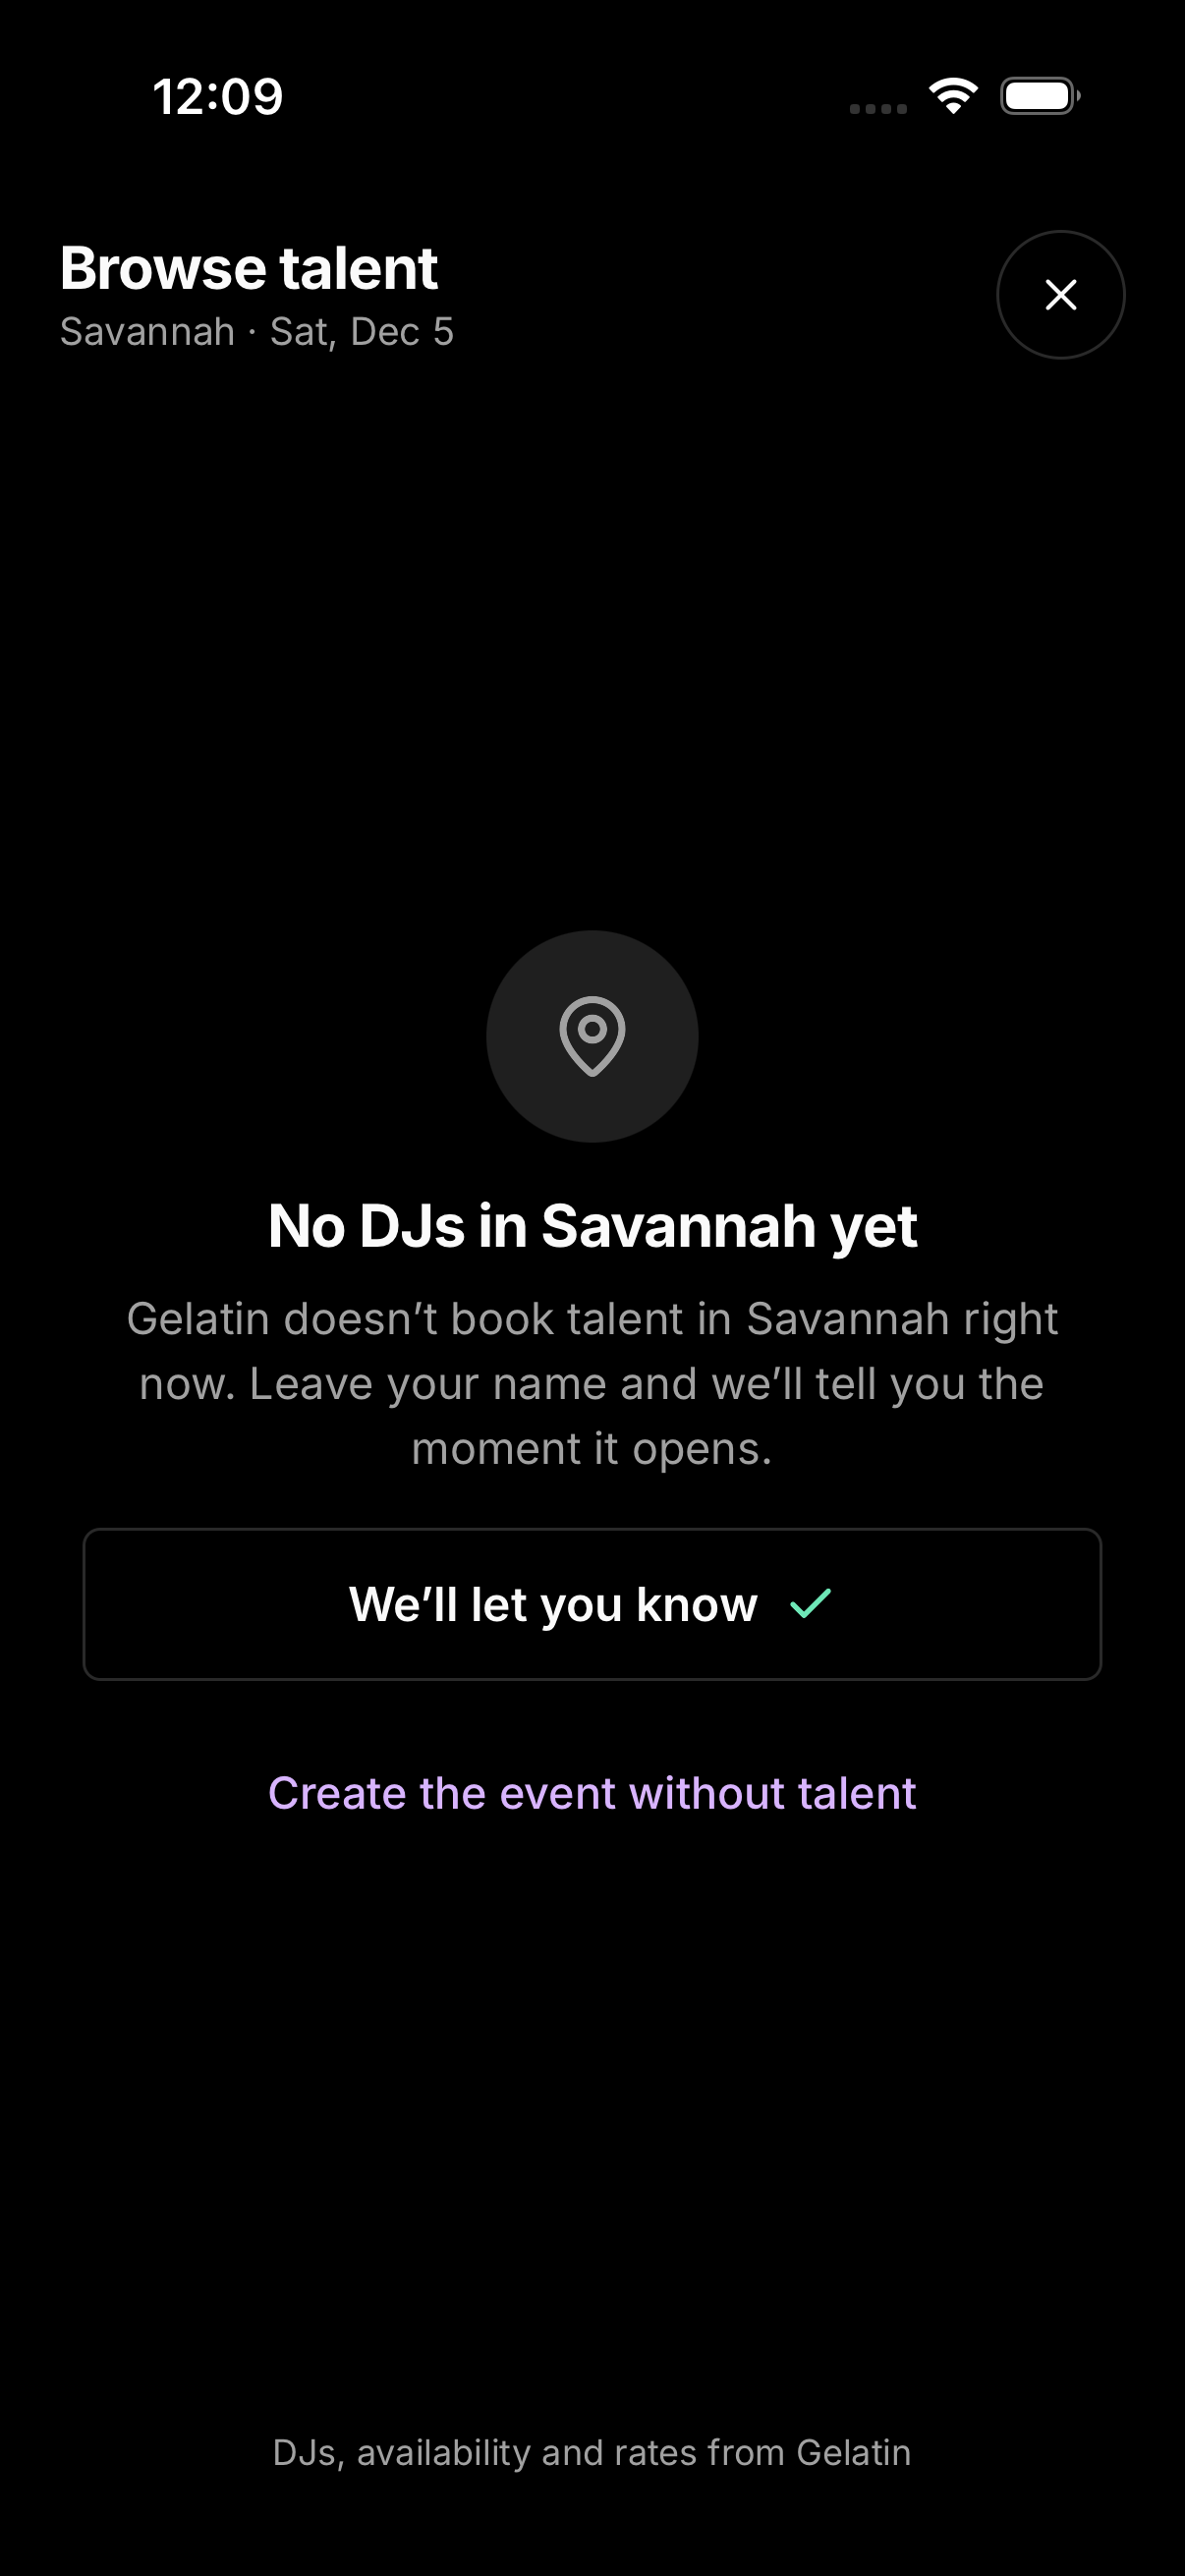 12:09
Browse talent
Savannah · Sat, Dec 5
No DJs in Savannah yet
Gelatin doesn’t book talent in Savannah right
now. Leave your name and we’ll tell you the
moment it opens.
We’ll let you know
Create the event without talent
DJs, availability and rates from Gelatin